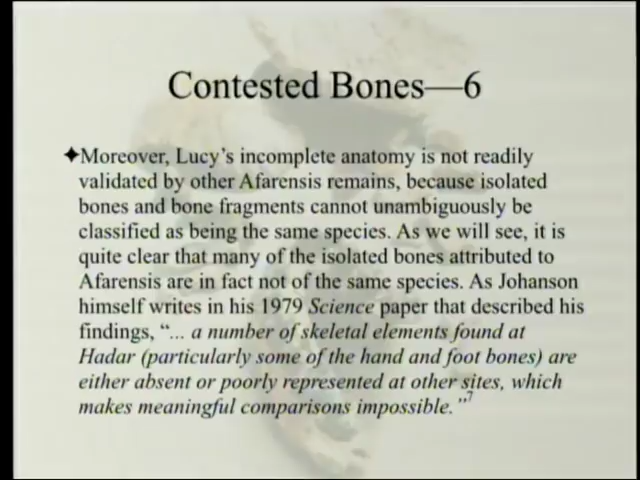 Contested Bones—6
✦Moreover, Lucy's incomplete anatomy is not readily
validated by other Afarensis remains, because isolated
bones and bone fragments cannot unambiguously be
classified as being the same species. As we will see, it is
quite clear that many of the isolated bones attributed to
Afarensis are in fact not of the same species. As Johanson
himself writes in his 1979 Science paper that described his
findings, “... a number of skeletal elements found at
Hadar (particularly some of the hand and foot bones) are
either absent or poorly represented at other sites, which
makes meaningful comparisons impossible.”7